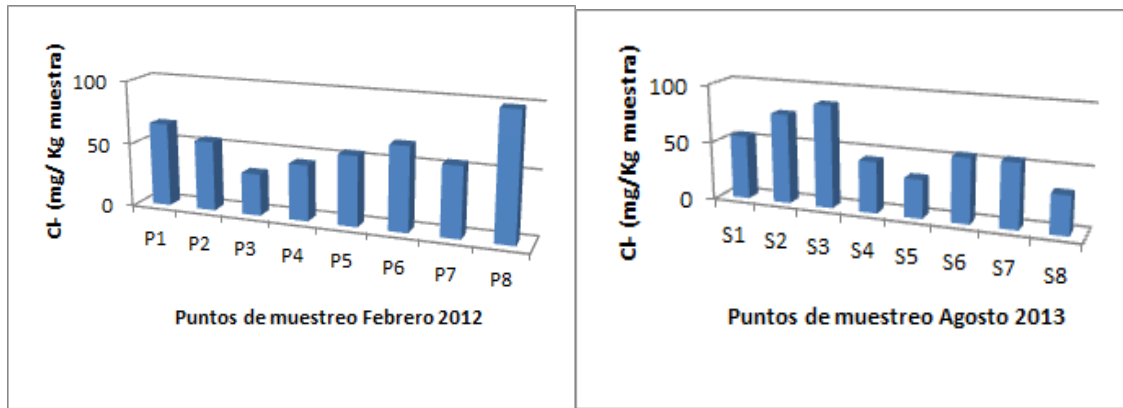 Cl- (mg/ Kg muestra)
100
50
0
P1 P2 P3 P4 P5 P6 P7 P8
Puntos de muestreo Febrero 2012
Cl- (mg/Kg muestra)
100
50
0
S1 S2 S3 S4 S5 S6 S7 S8
Puntos de muestreo Agosto 2013